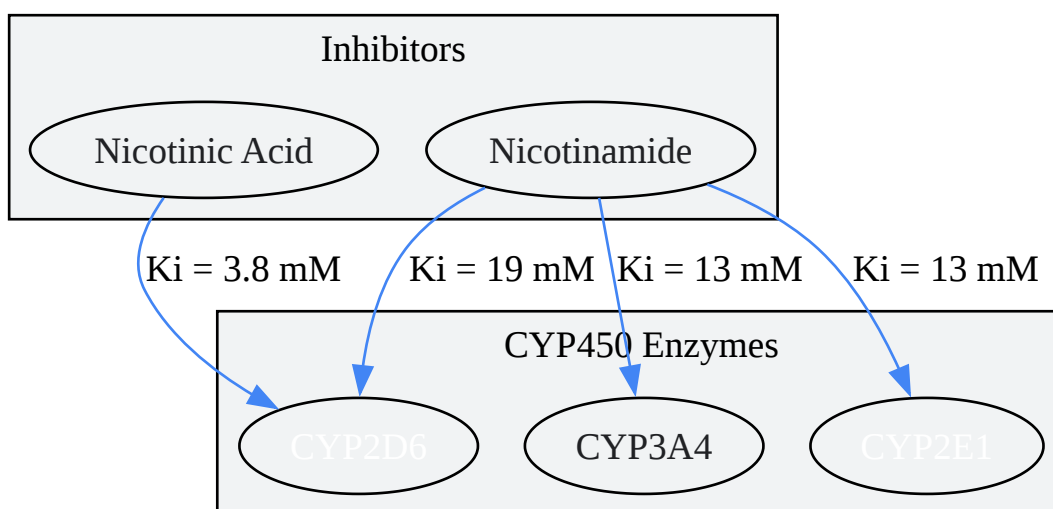 Inhibitors
Nicotinic Acid
Nicotinamide
Ki = 3.8 mM
Ki = 19 mM
Ki = 13 mM
Ki = 13 mM
CYP450 Enzymes
CYP2D6
CYP3A4
CYP2E1